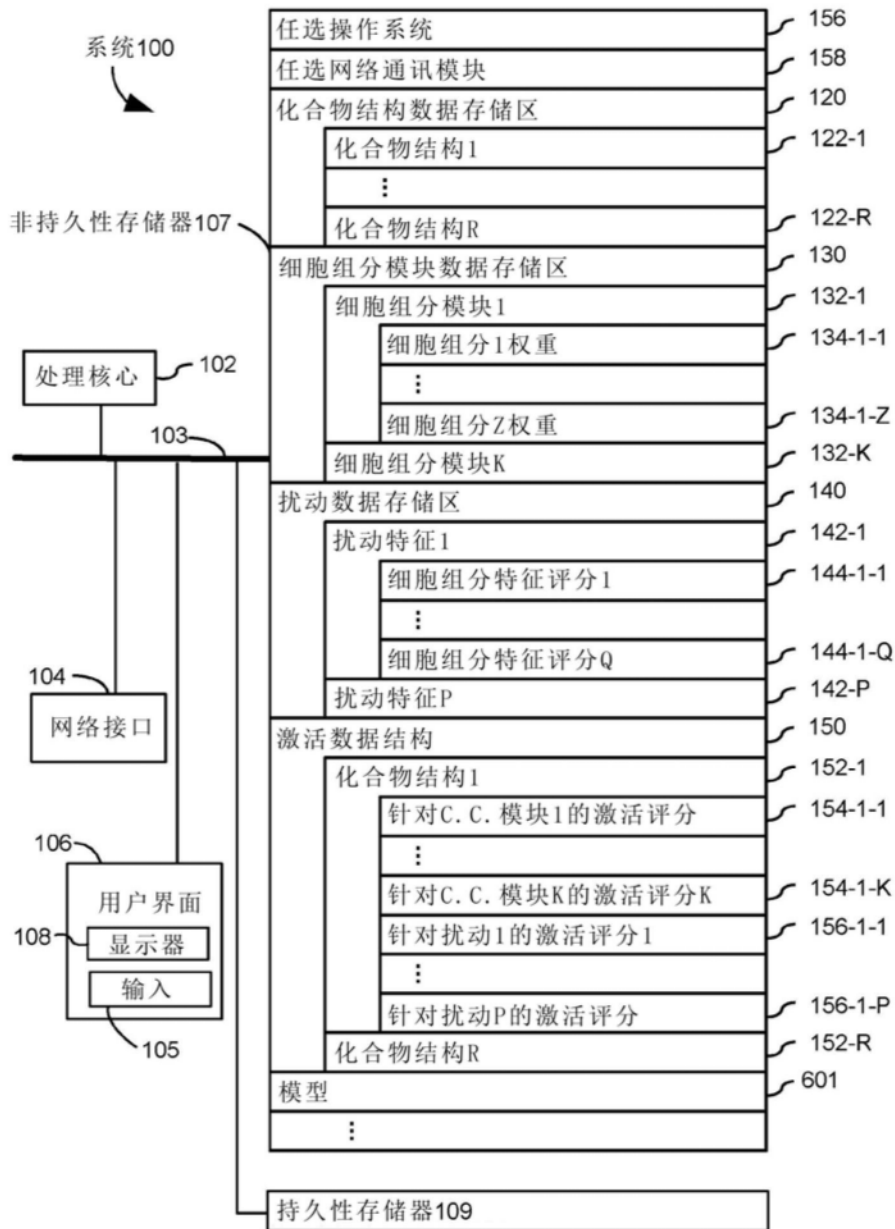 系统100
非持久性存储器107
处理核心
102
103
104
网络接口
106
用户界面
108
显示器
输入
105
任选操作系统 156
任选网络通讯模块 158
化合物结构数据存储区 120
化合物结构1 122-1
⋮
化合物结构R 122-R
细胞组分模块数据存储区 130
细胞组分模块1 132-1
细胞组分1权重 134-1-1
⋮
细胞组分Z权重 134-1-Z
细胞组分模块K 132-K
扰动数据存储区 140
扰动特征1 142-1
细胞组分特征评分1 144-1-1
⋮
细胞组分特征评分Q 144-1-Q
扰动特征P 142-P
激活数据结构 150
化合物结构1 152-1
针对C.C.模块1的激活评分 154-1-1
⋮
针对C.C.模块K的激活评分K 154-1-K
针对扰动1的激活评分1 156-1-1
⋮
针对扰动P的激活评分 156-1-P
化合物结构R 152-R
模型 601
⋮
持久性存储器109